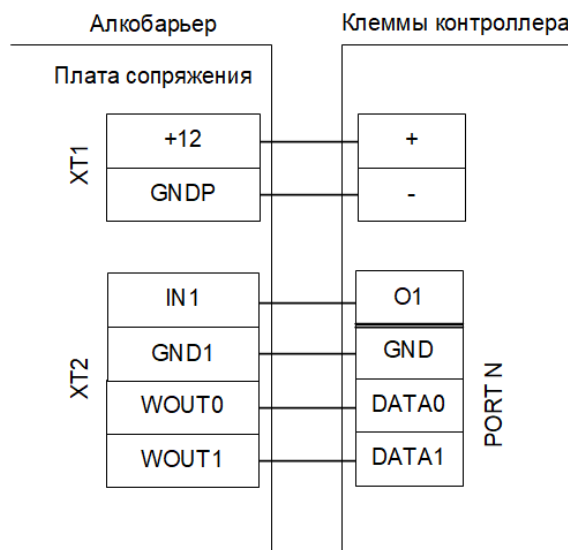 Алкобарьер
Клеммы контроллера
Плата сопряжения
XT1
+12
+
GNDP
-
XT2
IN1
O1
GND1
GND
WOUT0
DATA0
WOUT1
DATA1
PORT N